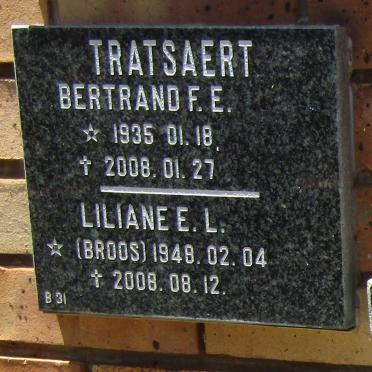 TRATSAERT
BERTRAND F. E.
☆ 1935 01. 18.
✝ 2008. 01. 27
LILIANE E. L.
☆ (BROOS) 1948. 02. 04
✝ 2008. 08. 12.
B 31